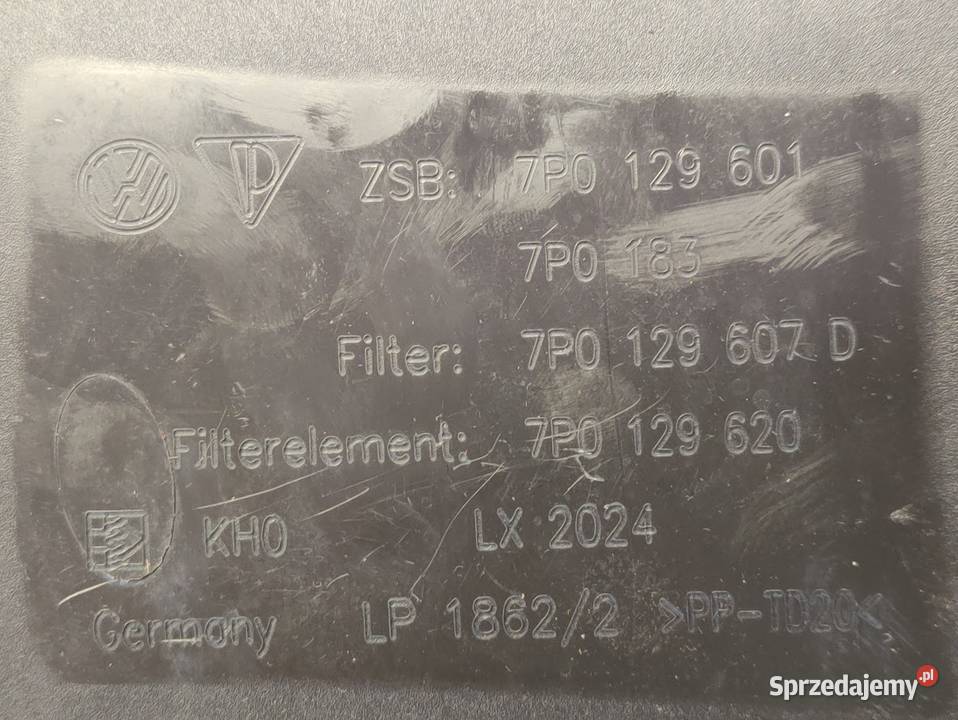 ZSB: 7P0 129 601
7P0 183
Filter: 7P0 129 607 D
Filterelement: 7P0 129 620
KHO LX 2024
Germany LP 1862/2 >PP-TD20<
Sprzedajemy.pl